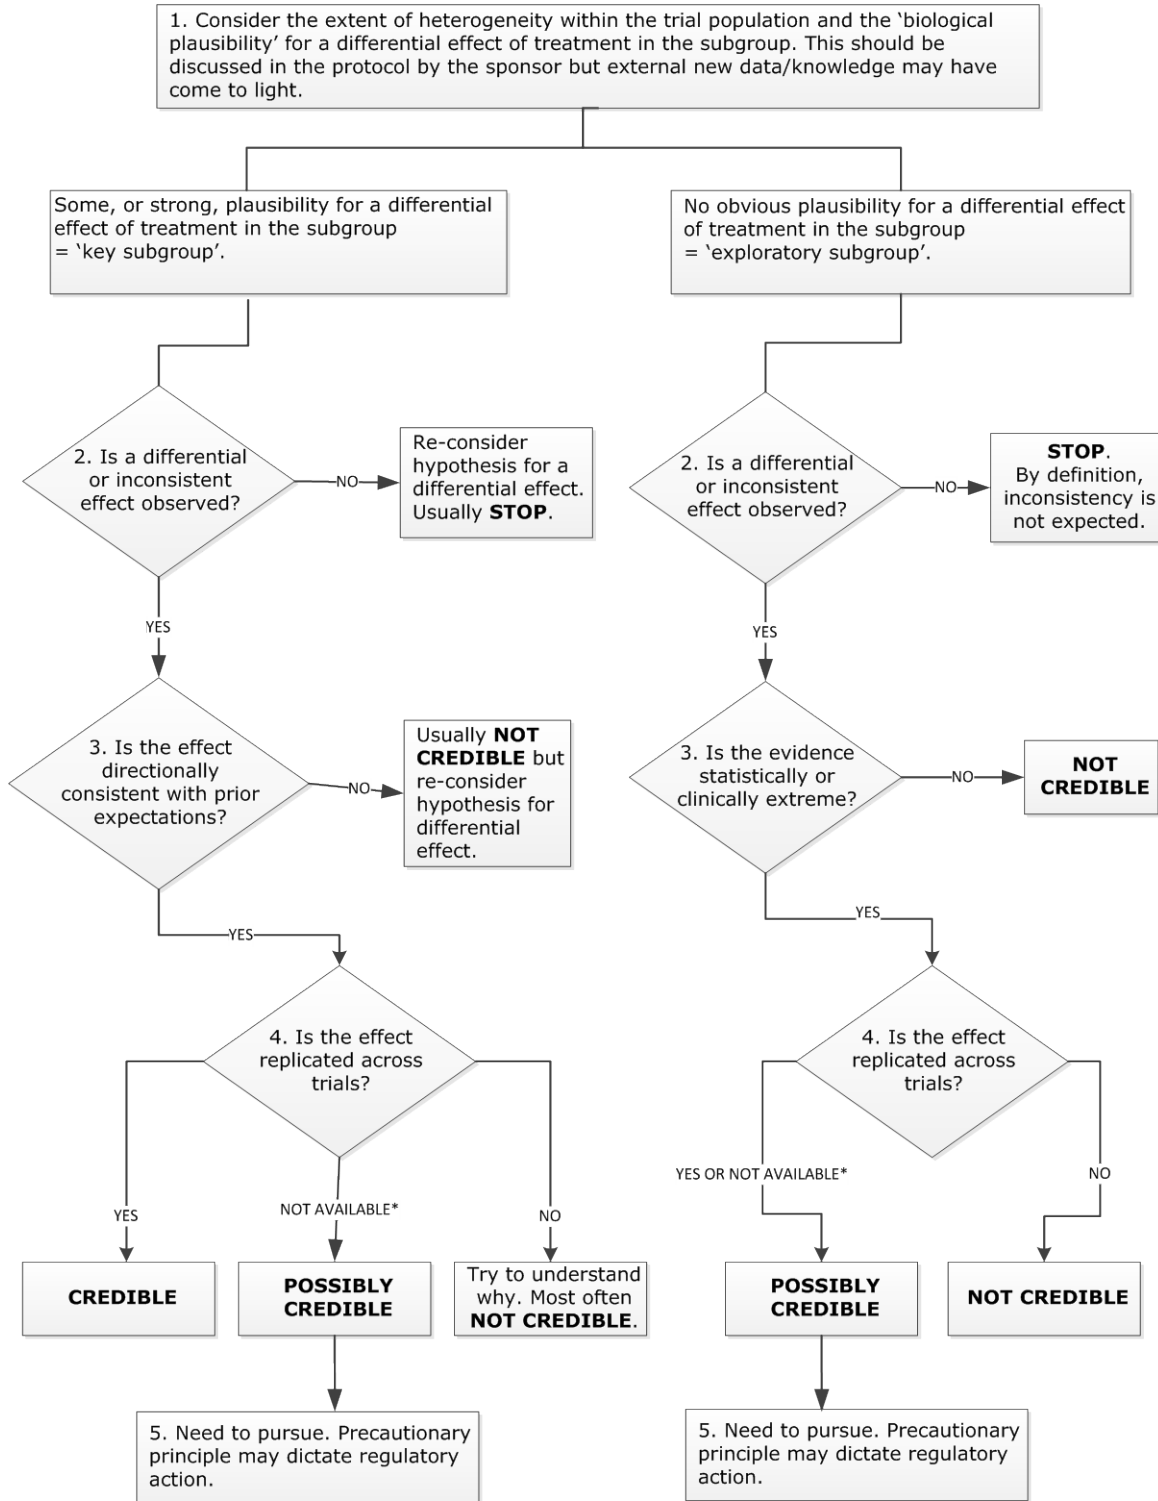 1. Consider the extent of heterogeneity within the trial population and the ‘biological
plausibility’ for a differential effect of treatment in the subgroup. This should be
discussed in the protocol by the sponsor but external new data/knowledge may have
come to light.
Some, or strong, plausibility for a differential
effect of treatment in the subgroup
= ‘key subgroup’.
No obvious plausibility for a differential effect
of treatment in the subgroup
= ‘exploratory subgroup’.
2. Is a differential
or inconsistent
effect observed?
NO
Re-consider
hypothesis for a
differential effect.
Usually STOP.
2. Is a differential
or inconsistent
effect observed?
NO
STOP.
By definition,
inconsistency is
not expected.
YES
YES
3. Is the effect
directionally
consistent with prior
expectations?
NO
Usually NOT
CREDIBLE but
re-consider
hypothesis for
differential
effect.
3. Is the evidence
statistically or
clinically extreme?
NO
NOT
CREDIBLE
YES
YES
4. Is the effect
replicated across
trials?
4. Is the effect
replicated across
trials?
YES
NOT AVAILABLE*
NO
YES OR NOT AVAILABLE*
NO
CREDIBLE
POSSIBLY
CREDIBLE
Try to understand
why. Most often
NOT CREDIBLE.
POSSIBLY
CREDIBLE
NOT CREDIBLE
5. Need to pursue. Precautionary
principle may dictate regulatory
action.
5. Need to pursue. Precautionary
principle may dictate regulatory
action.